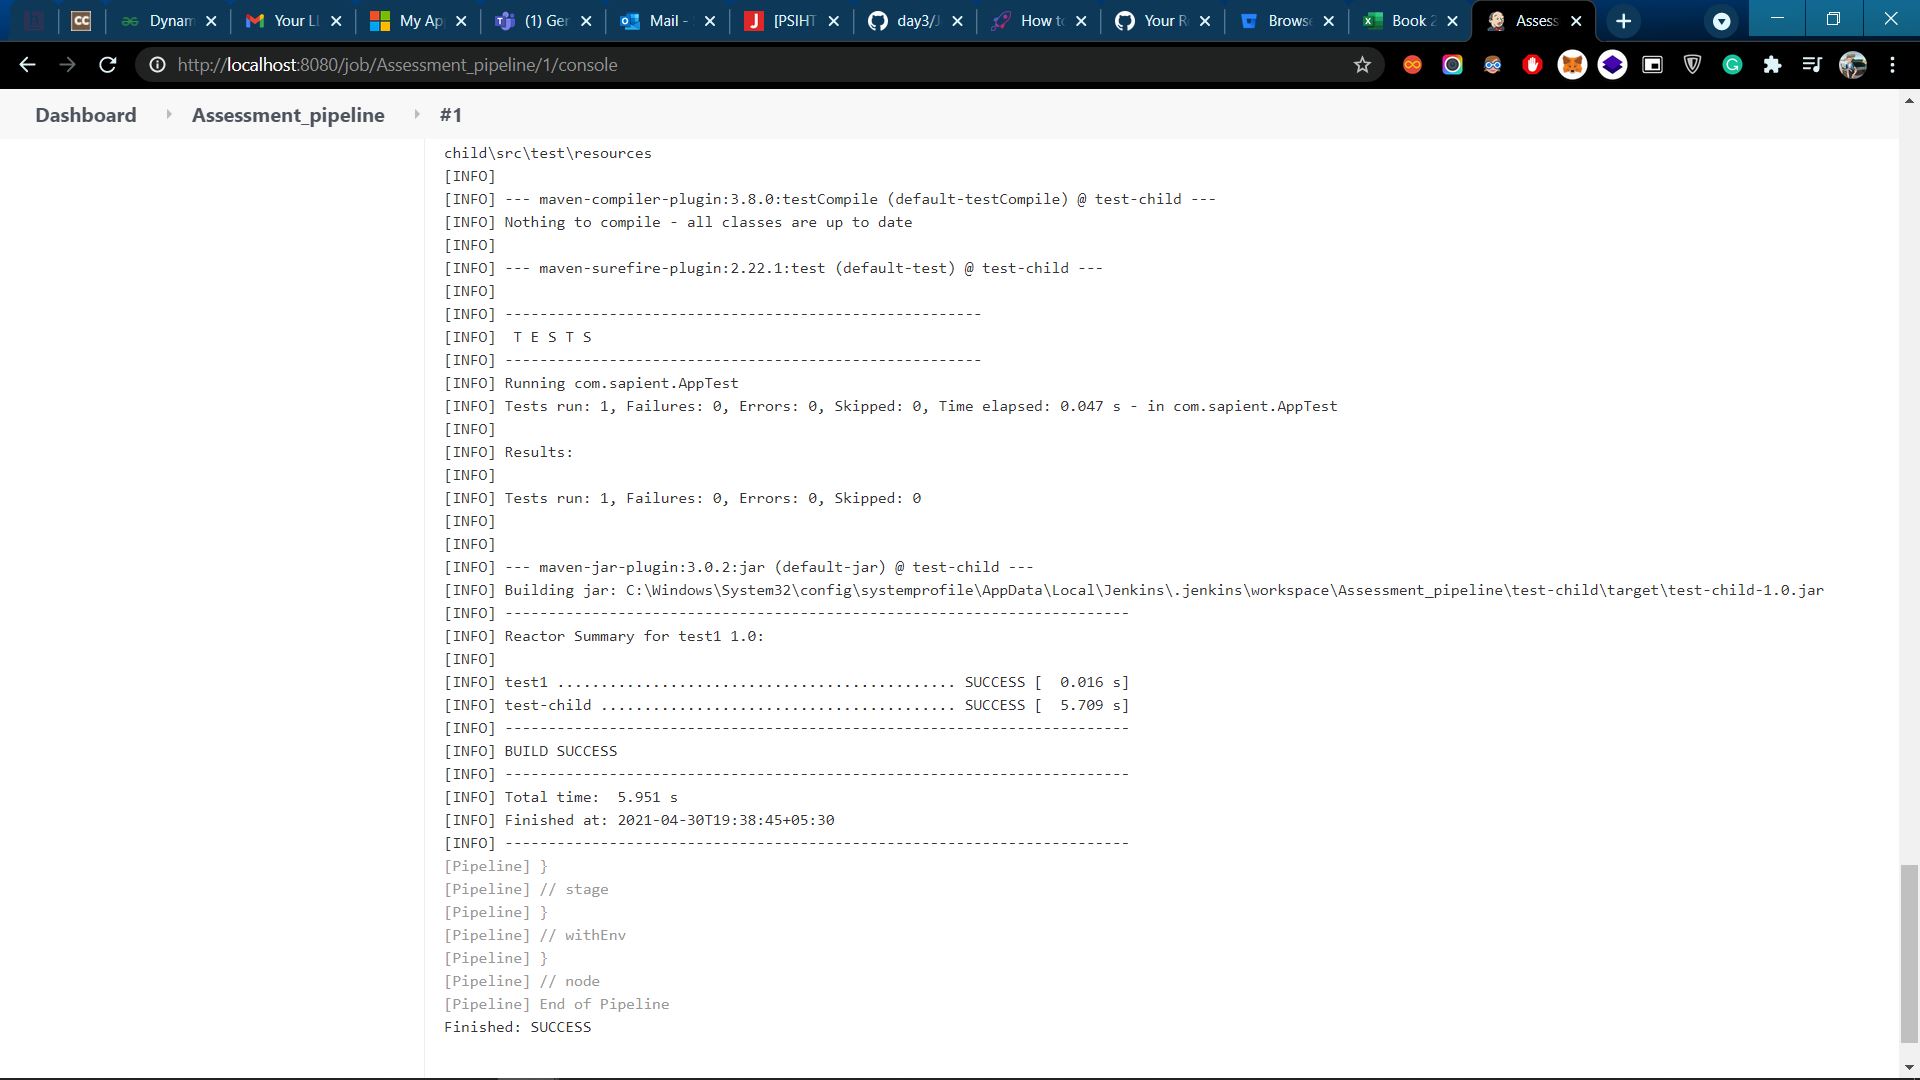 CC
Dynam
Your LI
My Ap
(1) Ger
Mail -
[PSIHT
day3/J
How to
Your R
Browse
Book 2
Assess
http://localhost:8080/job/Assessment_pipeline/1/console
Dashboard
Assessment_pipeline
#1
child\src\test\resources
[INFO]
[INFO] --- maven-compiler-plugin:3.8.0:testCompile (default-testCompile) @ test-child ---
[INFO] Nothing to compile - all classes are up to date
[INFO]
[INFO] --- maven-surefire-plugin:2.22.1:test (default-test) @ test-child ---
[INFO]
[INFO] -------------------------------------------------------
[INFO]  T E S T S
[INFO] -------------------------------------------------------
[INFO] Running com.sapient.AppTest
[INFO] Tests run: 1, Failures: 0, Errors: 0, Skipped: 0, Time elapsed: 0.047 s - in com.sapient.AppTest
[INFO]
[INFO] Results:
[INFO]
[INFO] Tests run: 1, Failures: 0, Errors: 0, Skipped: 0
[INFO]
[INFO]
[INFO] --- maven-jar-plugin:3.0.2:jar (default-jar) @ test-child ---
[INFO] Building jar: C:\Windows\System32\config\systemprofile\AppData\Local\Jenkins\.jenkins\workspace\Assessment_pipeline\test-child\target\test-child-1.0.jar
[INFO] ------------------------------------------------------------------------
[INFO] Reactor Summary for test1 1.0:
[INFO]
[INFO] test1 .............................................. SUCCESS [  0.016 s]
[INFO] test-child ......................................... SUCCESS [  5.709 s]
[INFO] ------------------------------------------------------------------------
[INFO] BUILD SUCCESS
[INFO] ------------------------------------------------------------------------
[INFO] Total time:  5.951 s
[INFO] Finished at: 2021-04-30T19:38:45+05:30
[INFO] ------------------------------------------------------------------------
[Pipeline] }
[Pipeline] // stage
[Pipeline] }
[Pipeline] // withEnv
[Pipeline] }
[Pipeline] // node
[Pipeline] End of Pipeline
Finished: SUCCESS